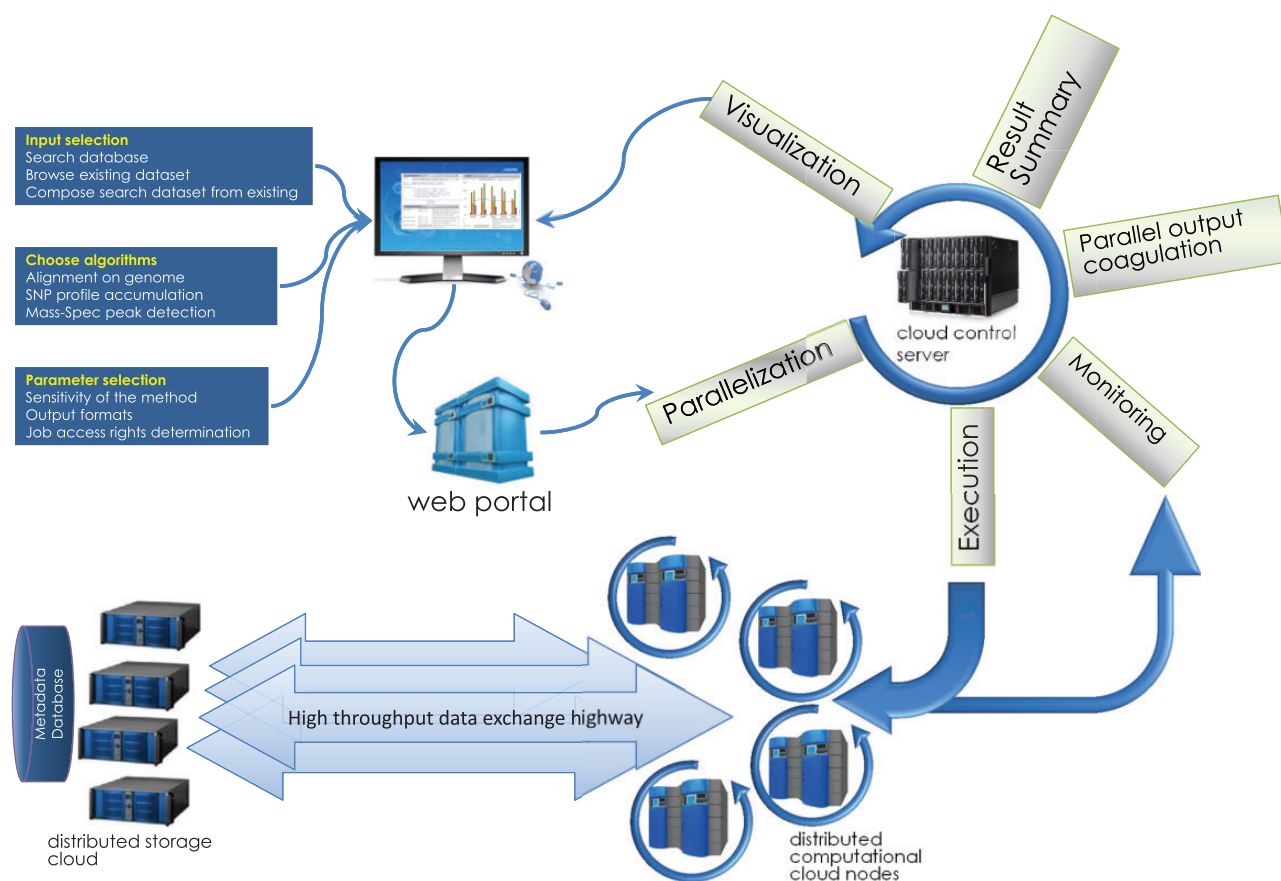 Input selection
Search database
Browse existing dataset
Compose search dataset from existing
Choose algorithms
Alignment on genome
SNP profile accumulation
Mass-Spec peak detection
Parameter selection
Sensitivity of the method
Output formats
Job access rights determination
web portal
Visualization
Result
Summary
Parallel output
coagulation
cloud control
server
Parallelization
Monitoring
Execution
Metadata
Database
High throughput data exchange highway
distributed storage
cloud
distributed
computational
cloud nodes